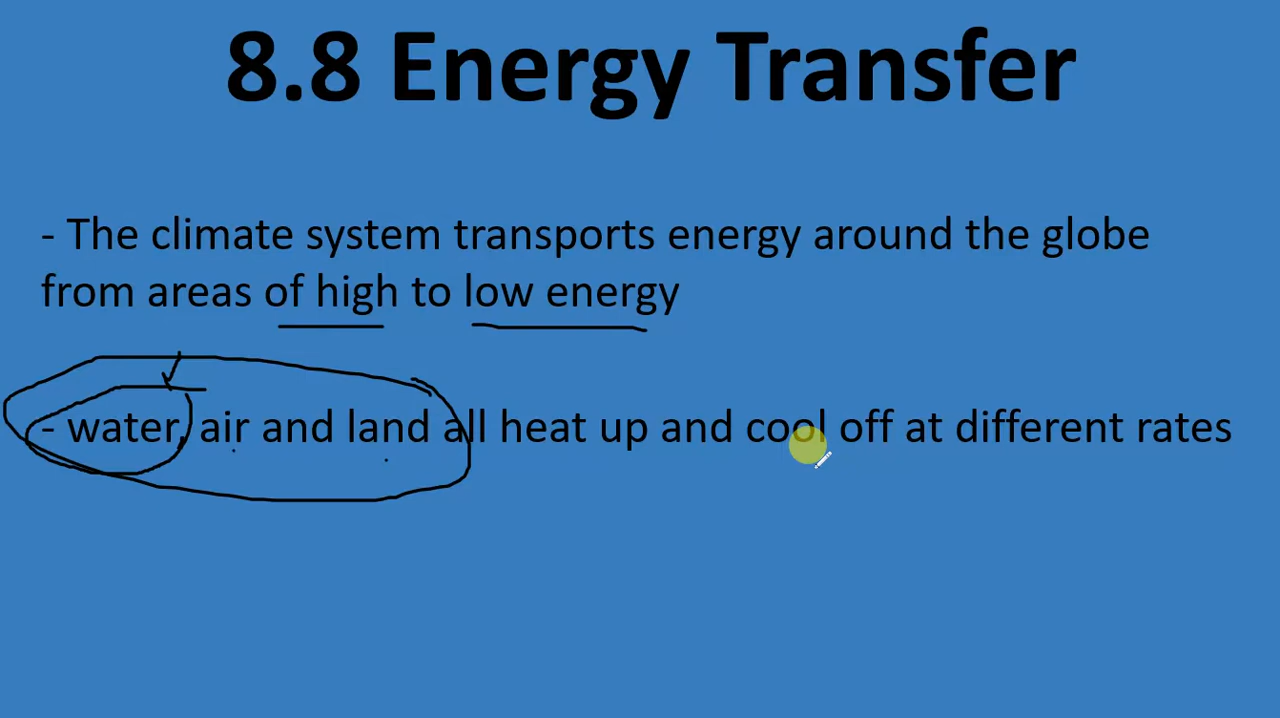 8.8 Energy Transfer
- The climate system transports energy around the globe
from areas of high to low energy
- water, air and land all heat up and cool off at different rates